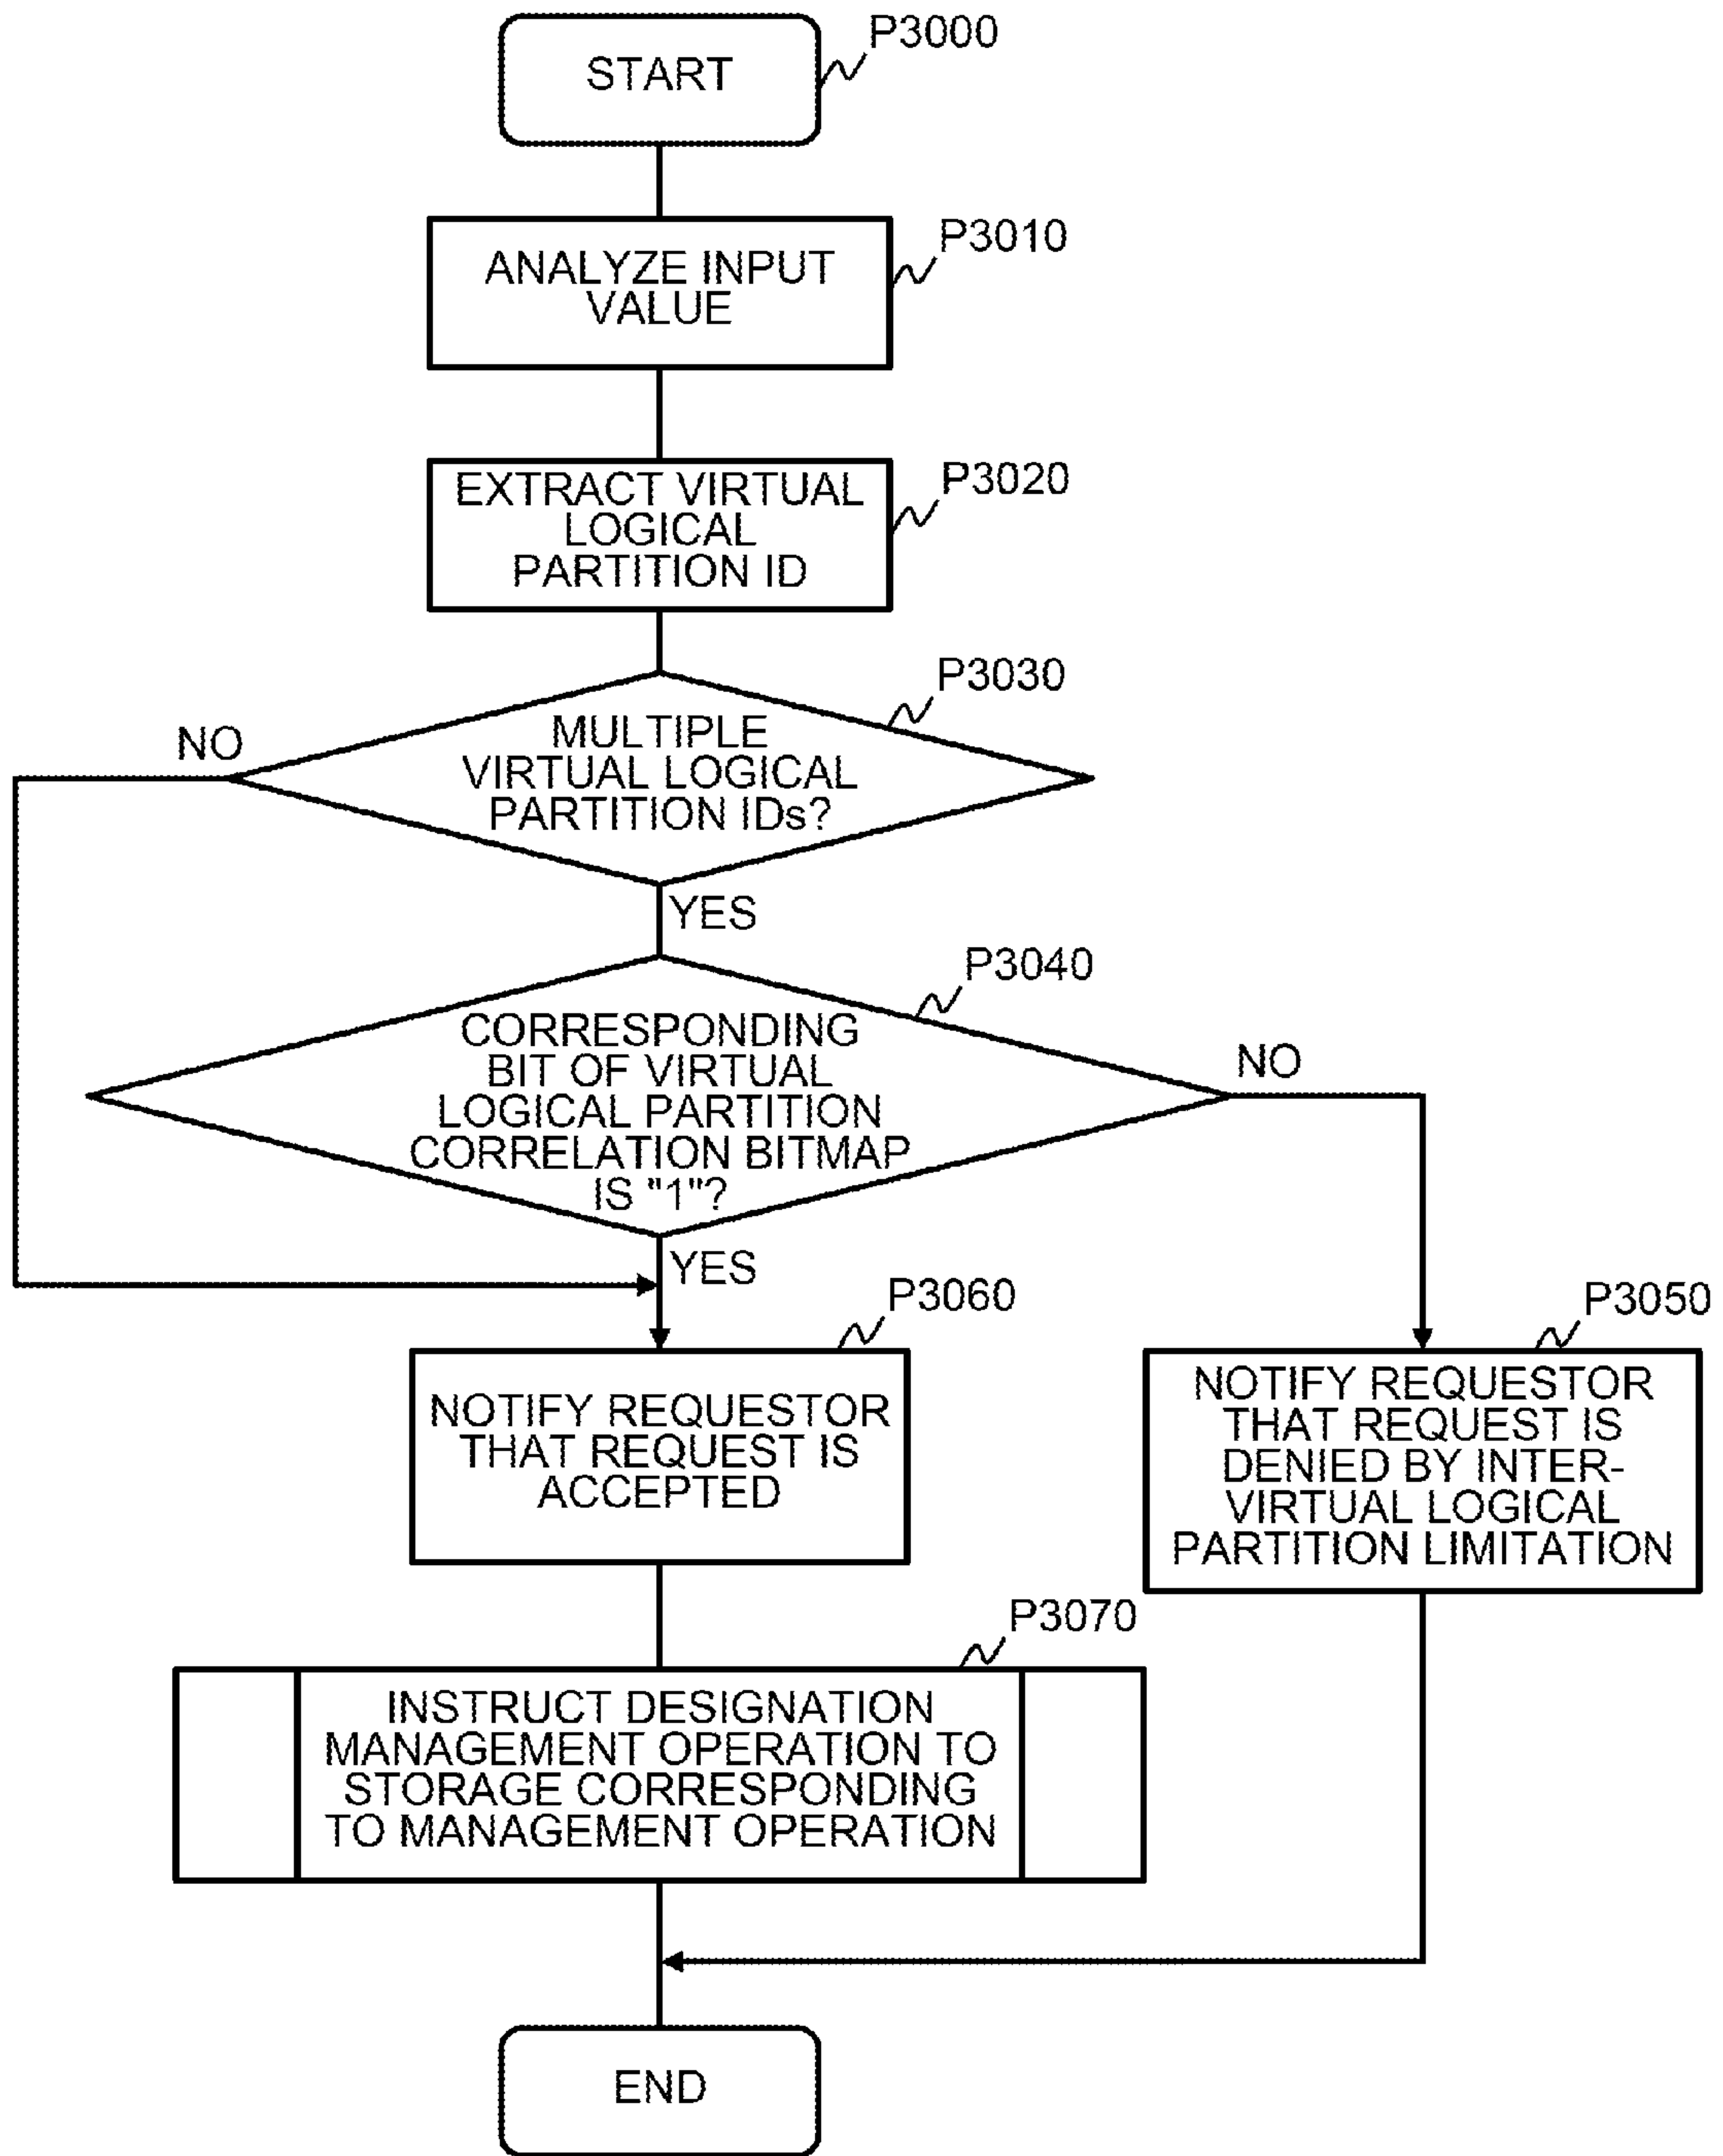 P3000
START
P3010
ANALYZE INPUT
VALUE
P3020
EXTRACT VIRTUAL
LOGICAL
PARTITION ID
P3030
NO
MULTIPLE
VIRTUAL LOGICAL
PARTITION IDs?
YES
P3040
CORRESPONDING
BIT OF VIRTUAL
LOGICAL PARTITION
CORRELATION BITMAP
IS "1"?
NO
YES
P3060
NOTIFY REQUESTOR
THAT REQUEST IS
ACCEPTED
P3050
NOTIFY REQUESTOR
THAT REQUEST IS
DENIED BY INTER-
VIRTUAL LOGICAL
PARTITION LIMITATION
P3070
INSTRUCT DESIGNATION
MANAGEMENT OPERATION TO
STORAGE CORRESPONDING
TO MANAGEMENT OPERATION
END